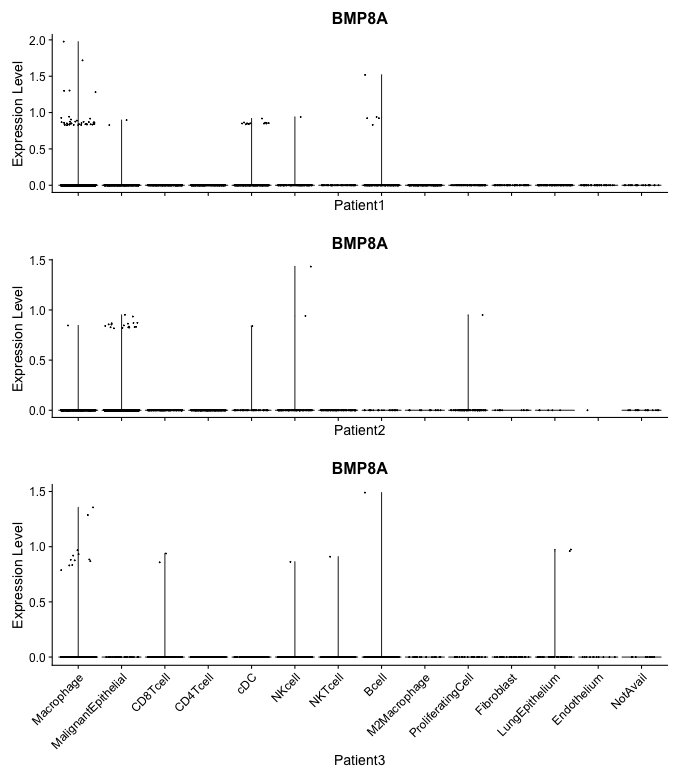 BMP8A
Expression Level
2.0
1.5
1.0
0.5
0.0
Patient1
BMP8A
Expression Level
1.5
1.0
0.5
0.0
Patient2
BMP8A
Expression Level
1.5
1.0
0.5
0.0
Macrophage
MalignantEpithelial
CD8Tcell
CD4Tcell
cDC
NKcell
NKTcell
Bcell
M2Macrophage
ProliferatingCell
Fibroblast
LungEpithelium
Endothelium
NotAvail
Patient3